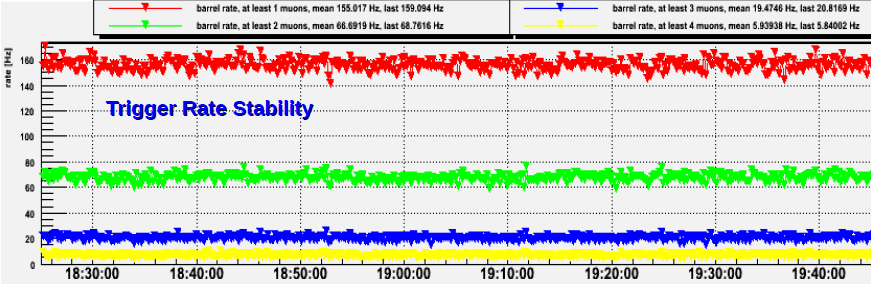 barrel rate, at least 1 muons, mean 155.017 Hz, last 159.094 Hz
barrel rate, at least 3 muons, mean 19.4746 Hz, last 20.8169 Hz
barrel rate, at least 2 muons, mean 66.6919 Hz, last 68.7616 Hz
barrel rate, at least 4 muons, mean 5.93938 Hz, last 5.84002 Hz
rate [Hz]
160
140
120
Trigger Rate Stability
100
80
60
40
20
0
18:30:00 18:40:00 18:50:00 19:00:00 19:10:00 19:20:00 19:30:00 19:40:00